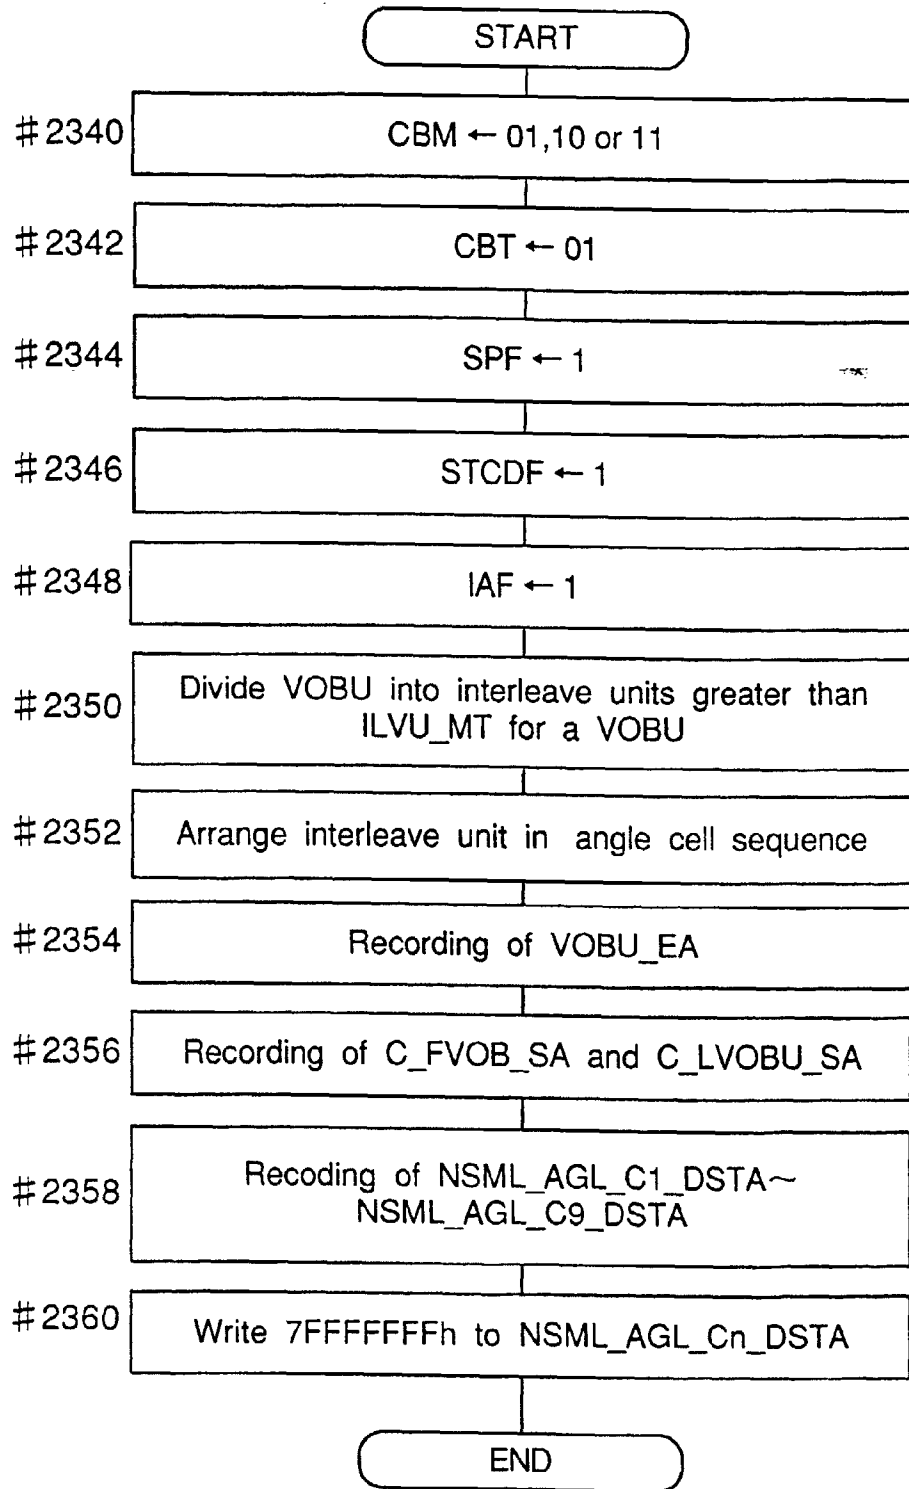 START
#2340
CBM ← 01,10 or 11
#2342
CBT ← 01
#2344
SPF ← 1
#2346
STCDF ← 1
#2348
IAF ← 1
#2350
Divide VOBU into interleave units greater than
ILVU_MT for a VOBU
#2352
Arrange interleave unit in angle cell sequence
#2354
Recording of VOBU_EA
#2356
Recording of C_FVOB_SA and C_LVOBU_SA
#2358
Recoding of NSML_AGL_C1_DSTA~
NSML_AGL_C9_DSTA
#2360
Write 7FFFFFFFh to NSML_AGL_Cn_DSTA
END